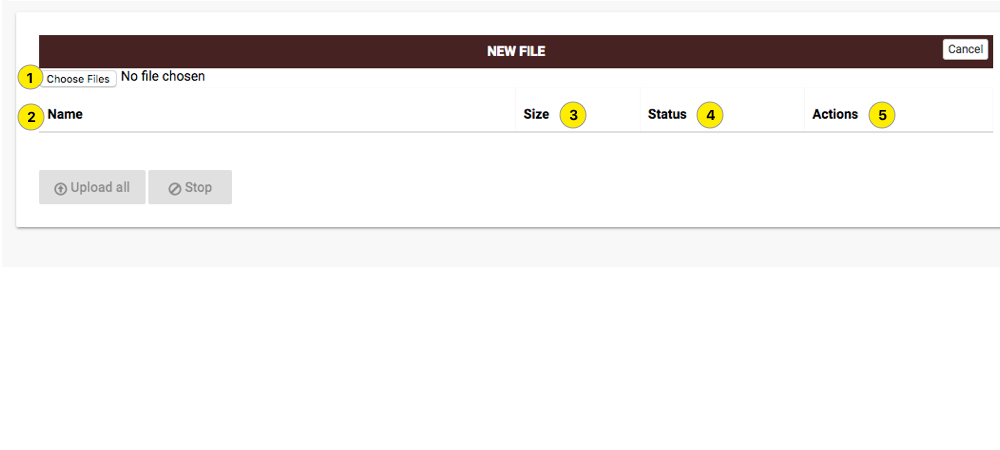 NEW FILE Cancel
1 Choose Files No file chosen
2 Name Size 3 Status 4 Actions 5
Upload all Stop